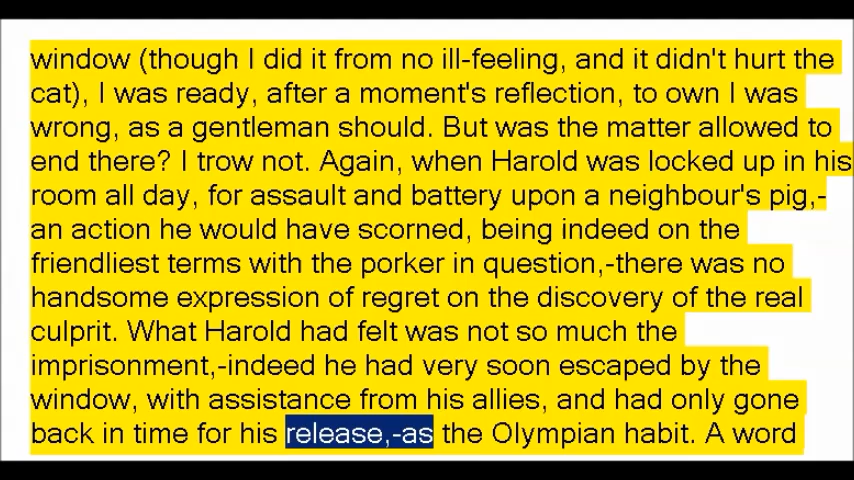 window (though I did it from no ill-feeling, and it didn't hurt the
cat), I was ready, after a moment's reflection, to own I was
wrong, as a gentleman should. But was the matter allowed to
end there? I trow not. Again, when Harold was locked up in his
room all day, for assault and battery upon a neighbour's pig,-
an action he would have scorned, being indeed on the
friendliest terms with the porker in question,-there was no
handsome expression of regret on the discovery of the real
culprit. What Harold had felt was not so much the
imprisonment,-indeed he had very soon escaped by the
window, with assistance from his allies, and had only gone
back in time for his release,-as the Olympian habit. A word